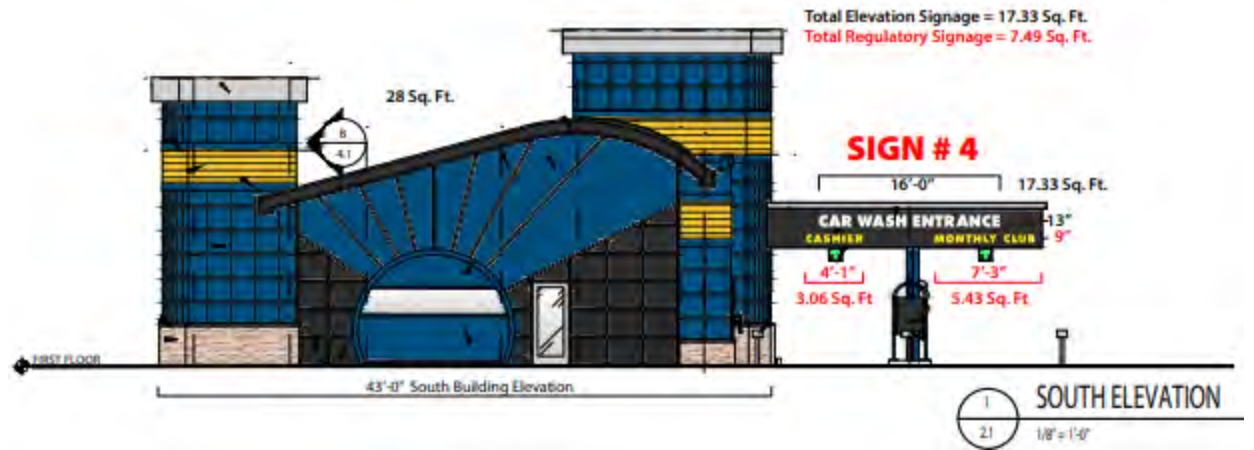 Total Elevation Signage = 17.33 Sq. Ft.
Total Regulatory Signage = 7.49 Sq. Ft.
28 Sq. Ft.
B
4.1
SIGN # 4
16'-0"
17.33 Sq. Ft.
CAR WASH ENTRANCE
13"
CASHIER
MONTHLY CLUB
9"
4'-1"
7'-3"
3.06 Sq. Ft
5.43 Sq. Ft
FIRST FLOOR
43'-0" South Building Elevation
1
2.1
SOUTH ELEVATION
1/8" = 1'-0"